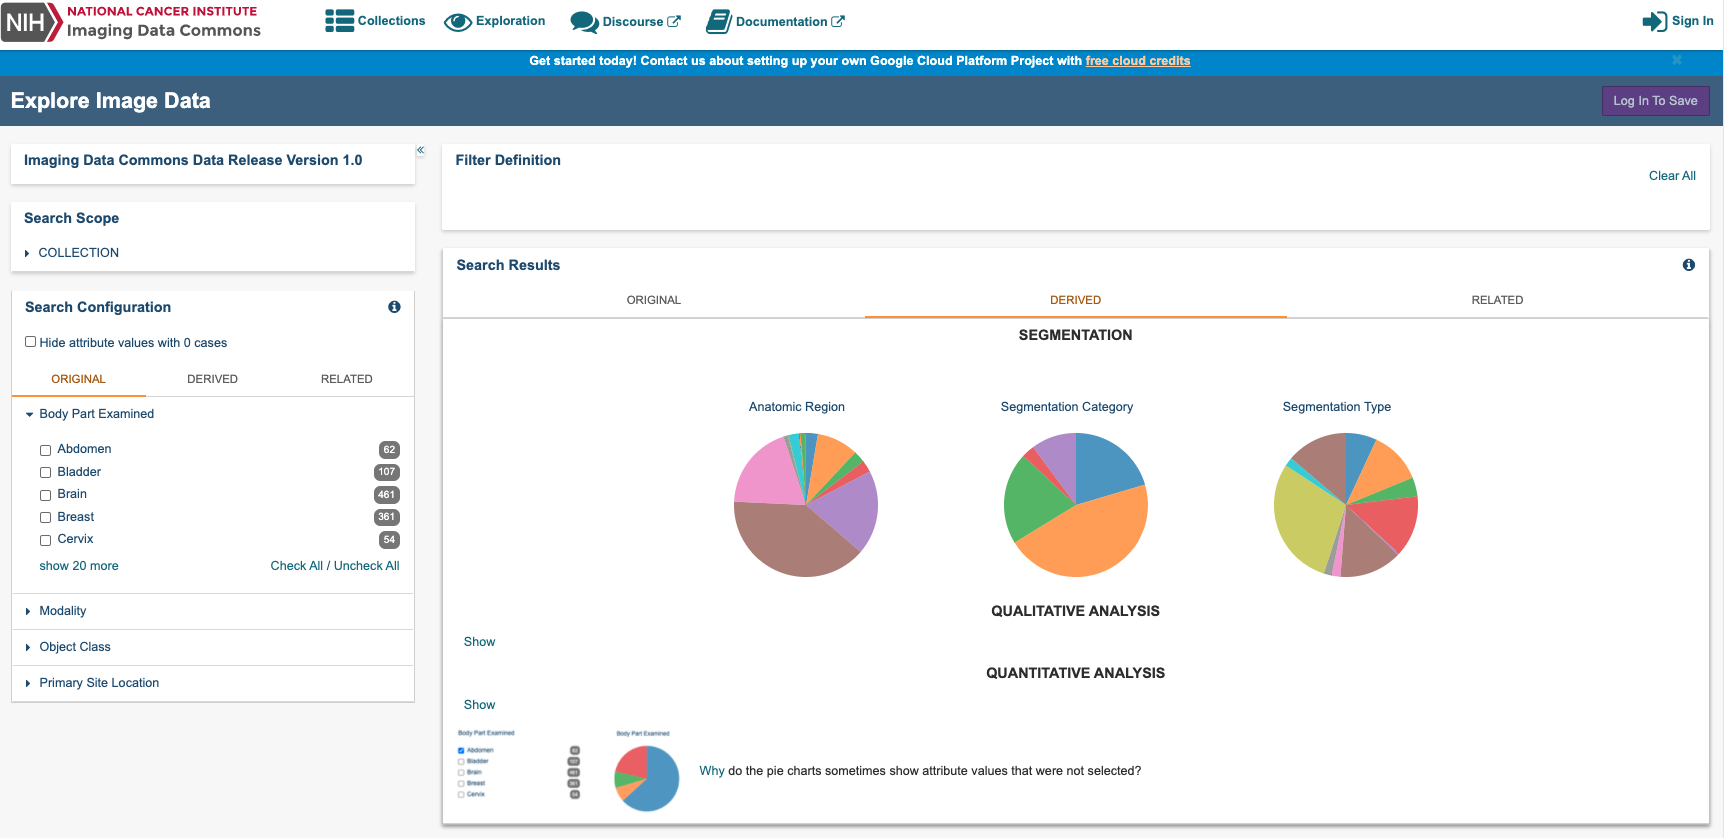 NIH NATIONAL CANCER INSTITUTE
Imaging Data Commons
Collections Exploration Discourse Documentation Sign In
Get started today! Contact us about setting up your own Google Cloud Platform Project with free cloud credits
Explore Image Data
Log In To Save
Imaging Data Commons Data Release Version 1.0
Search Scope
COLLECTION
Search Configuration
Hide attribute values with 0 cases
ORIGINAL DERIVED RELATED
Body Part Examined
Abdomen 62
Bladder 107
Brain 461
Breast 361
Cervix 54
show 20 more Check All / Uncheck All
Modality
Object Class
Primary Site Location
Filter Definition
Clear All
Search Results
ORIGINAL DERIVED RELATED
SEGMENTATION
Anatomic Region Segmentation Category Segmentation Type
QUALITATIVE ANALYSIS
Show
QUANTITATIVE ANALYSIS
Show
Body Part Examined Body Part Examined
Abdomen 62
Bladder 107
Brain 461
Breast 361
Cervix 54
Why do the pie charts sometimes show attribute values that were not selected?